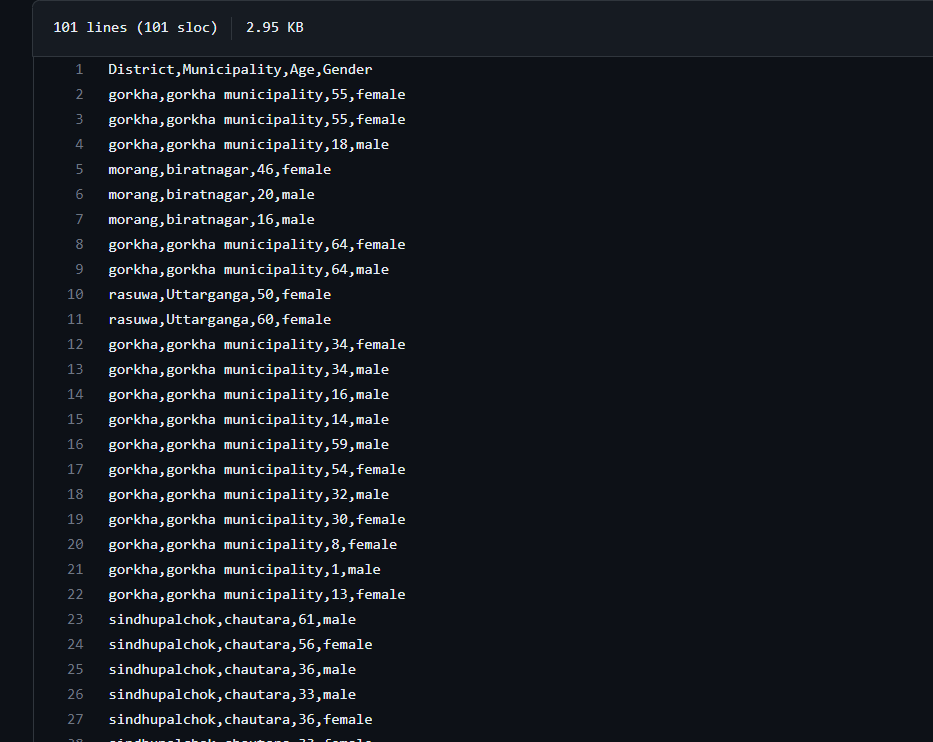 101 lines (101 sloc) 2.95 KB
1 District,Municipality,Age,Gender
2 gorkha,gorkha municipality,55,female
3 gorkha,gorkha municipality,55,female
4 gorkha,gorkha municipality,18,male
5 morang,biratnagar,46,female
6 morang,biratnagar,20,male
7 morang,biratnagar,16,male
8 gorkha,gorkha municipality,64,female
9 gorkha,gorkha municipality,64,male
10 rasuwa,Uttarganga,50,female
11 rasuwa,Uttarganga,60,female
12 gorkha,gorkha municipality,34,female
13 gorkha,gorkha municipality,34,male
14 gorkha,gorkha municipality,16,male
15 gorkha,gorkha municipality,14,male
16 gorkha,gorkha municipality,59,male
17 gorkha,gorkha municipality,54,female
18 gorkha,gorkha municipality,32,male
19 gorkha,gorkha municipality,30,female
20 gorkha,gorkha municipality,8,female
21 gorkha,gorkha municipality,1,male
22 gorkha,gorkha municipality,13,female
23 sindhupalchok,chautara,61,male
24 sindhupalchok,chautara,56,female
25 sindhupalchok,chautara,36,male
26 sindhupalchok,chautara,33,male
27 sindhupalchok,chautara,36,female